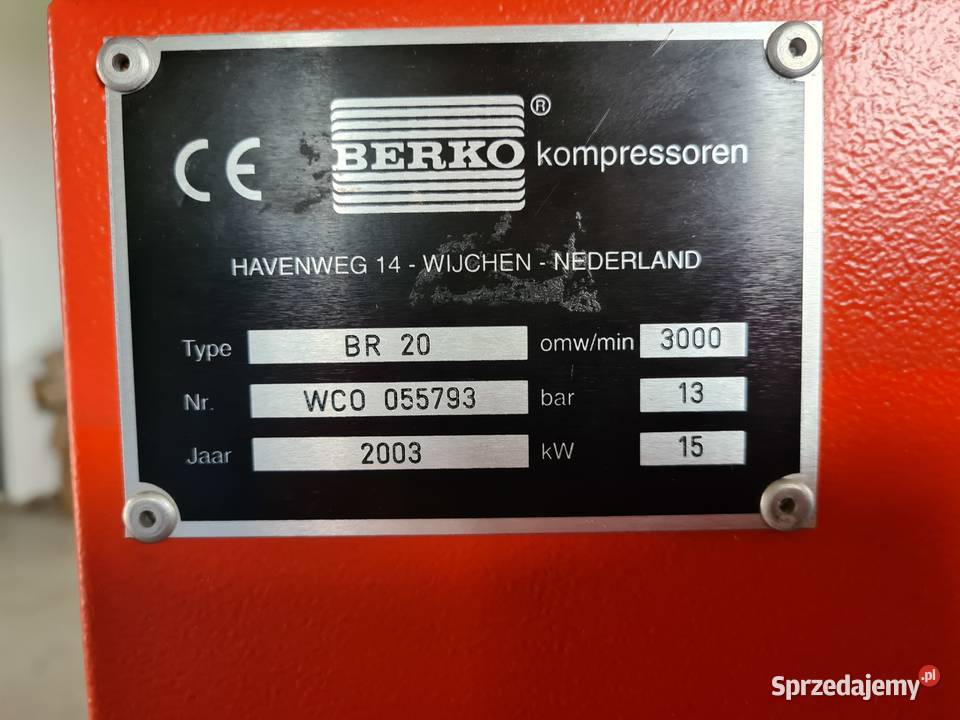 CE BERKO® kompressoren
HAVENWEG 14 - WIJCHEN - NEDERLAND
Type BR 20 omw/min 3000
Nr. WCO 055793 bar 13
Jaar 2003 kW 15
Sprzedajemy.pl